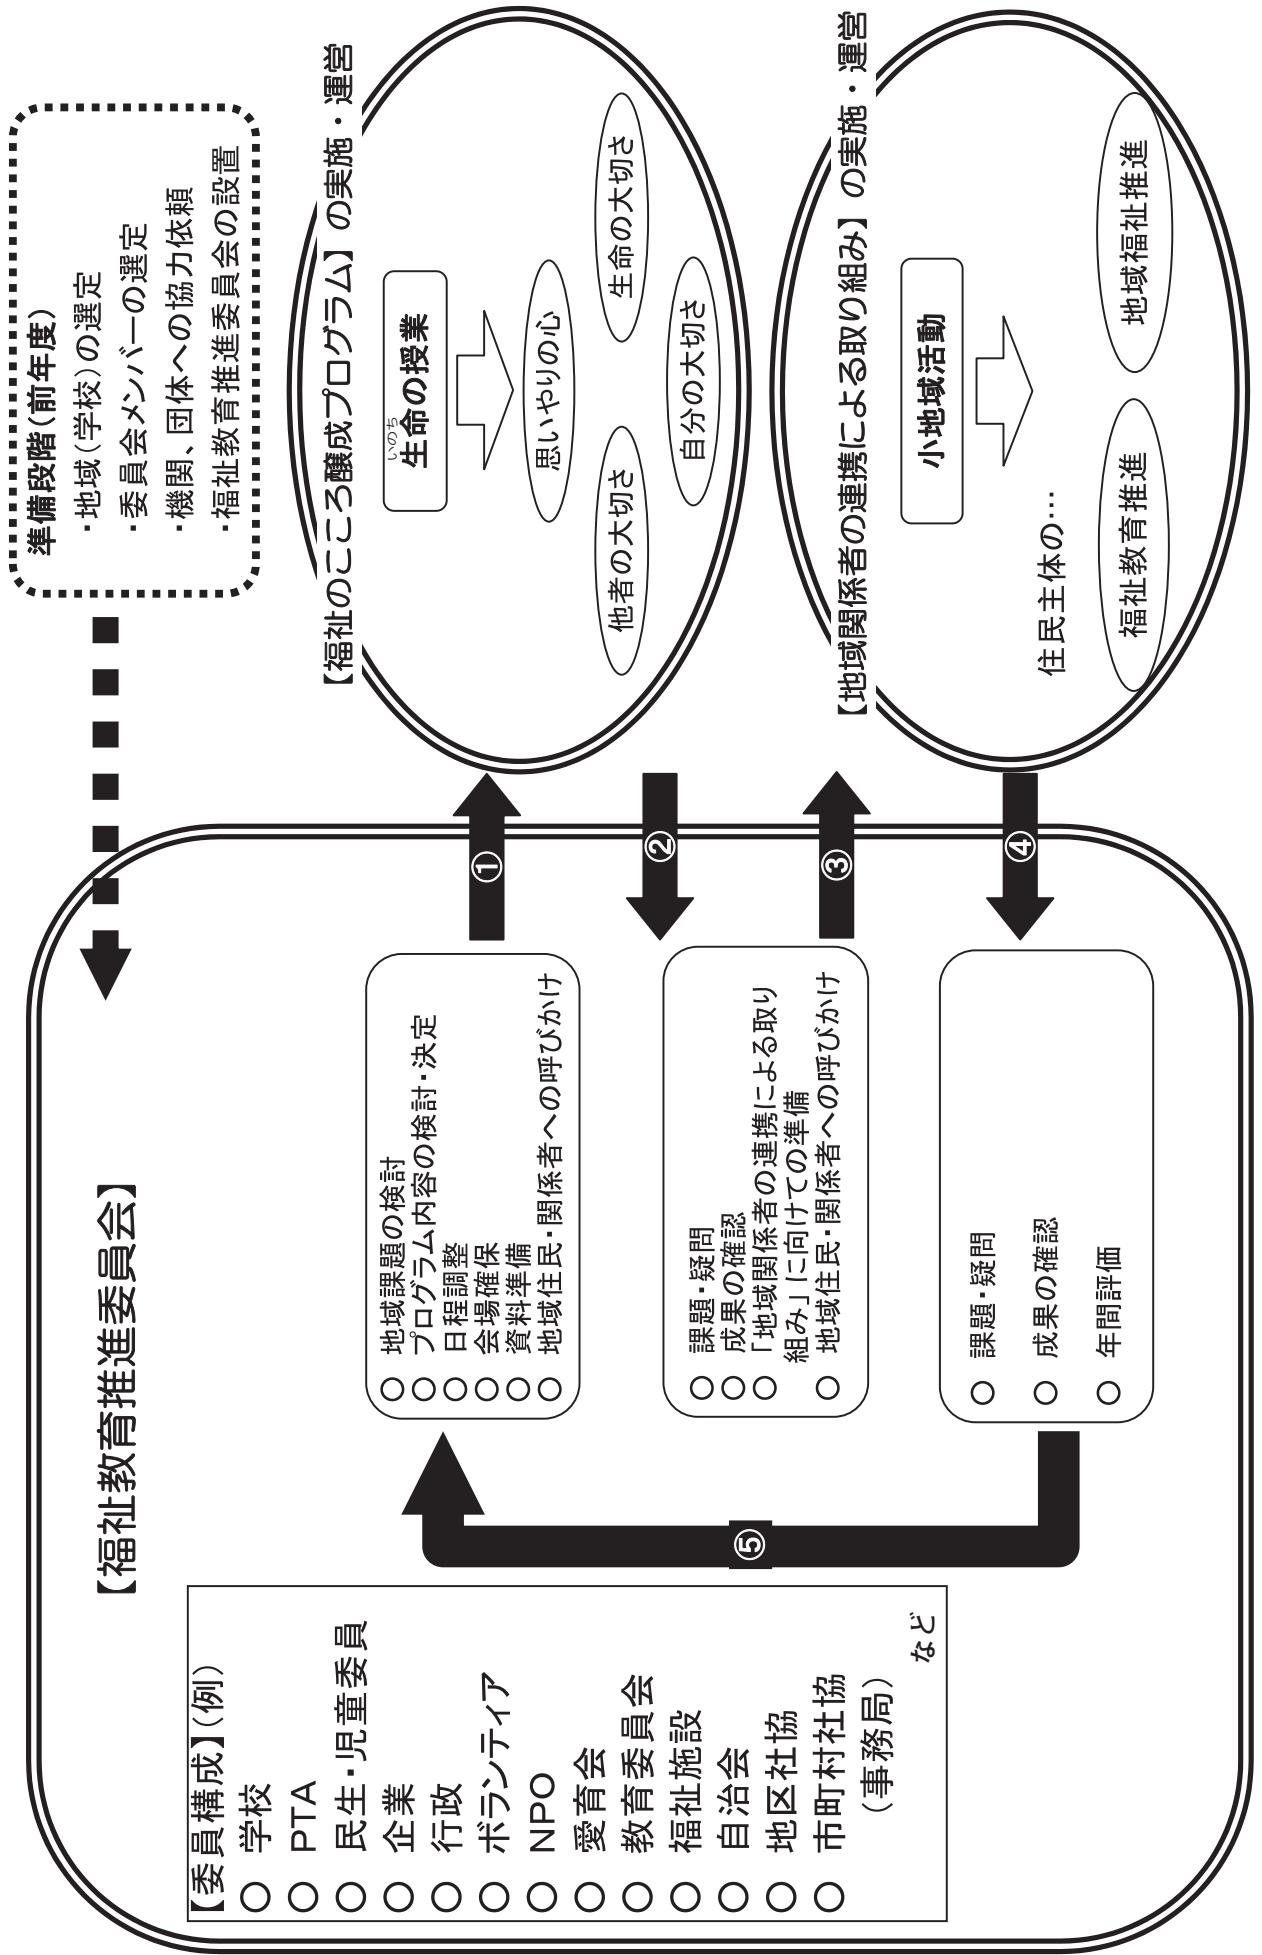 準備段階(前年度)
・地域(学校)の選定
・委員会メンバーの選定
・機関、団体への協力依頼
・福祉教育推進委員会の設置
【福祉教育推進委員会】
【委員構成】(例)
○ 学校
○ PTA
○ 民生・児童委員
○ 企業
○ 行政
○ ボランティア
○ NPO
○ 愛育会
○ 教育委員会
○ 福祉施設
○ 自治会
○ 地区社協
○ 市町村社協
(事務局)
など
○ 地域課題の検討
○ プログラム内容の検討・決定
○ 日程調整
○ 会場確保
○ 資料準備
○ 地域住民・関係者への呼びかけ
①
【福祉のこころ醸成プログラム】の実施・運営
いのち
生命の授業
思いやりの心
他者の大切さ
生命の大切さ
自分の大切さ
②
○ 課題・疑問
○ 成果の確認
○ 「地域関係者の連携による取り
組み」に向けての準備
○ 地域住民・関係者への呼びかけ
③
【地域関係者の連携による取り組み】の実施・運営
小地域活動
住民主体の…
福祉教育推進
地域福祉推進
④
○ 課題・疑問
○ 成果の確認
○ 年間評価
⑤